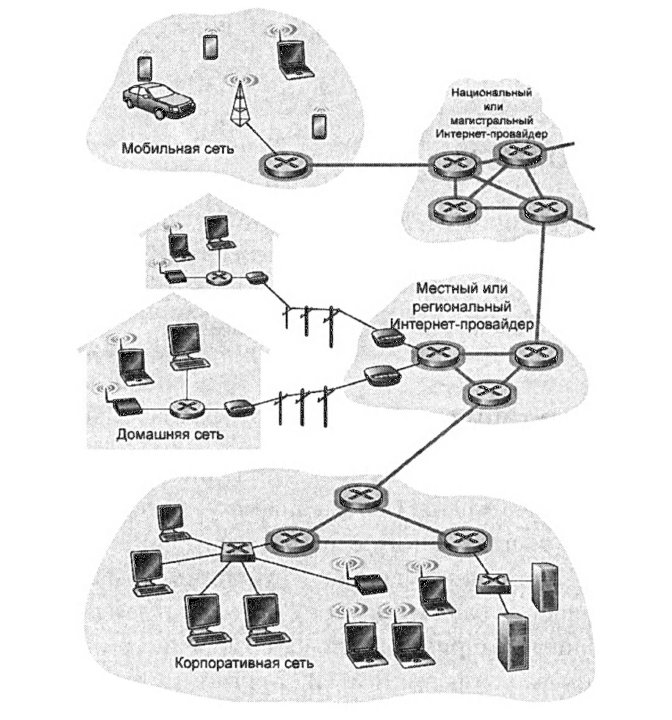 Национальный
или
магистральный
Интернет-провайдер
Мобильная сеть
Местный или
региональный
Интернет-провайдер
Домашняя сеть
Корпоративная сеть